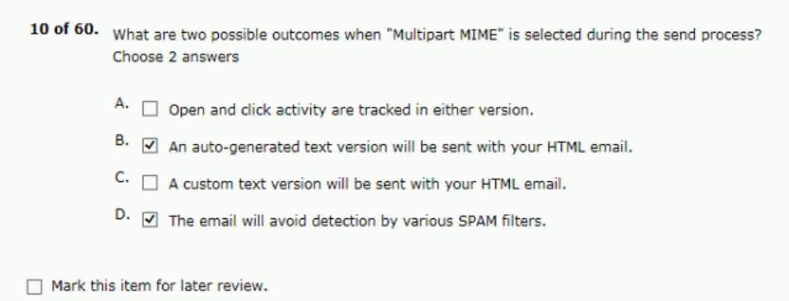 10 of 60. What are two possible outcomes when "Multipart MIME" is selected during the send process?
Choose 2 answers
A. Open and click activity are tracked in either version.
B. An auto-generated text version will be sent with your HTML email.
C. A custom text version will be sent with your HTML email.
D. The email will avoid detection by various SPAM filters.
Mark this item for later review.